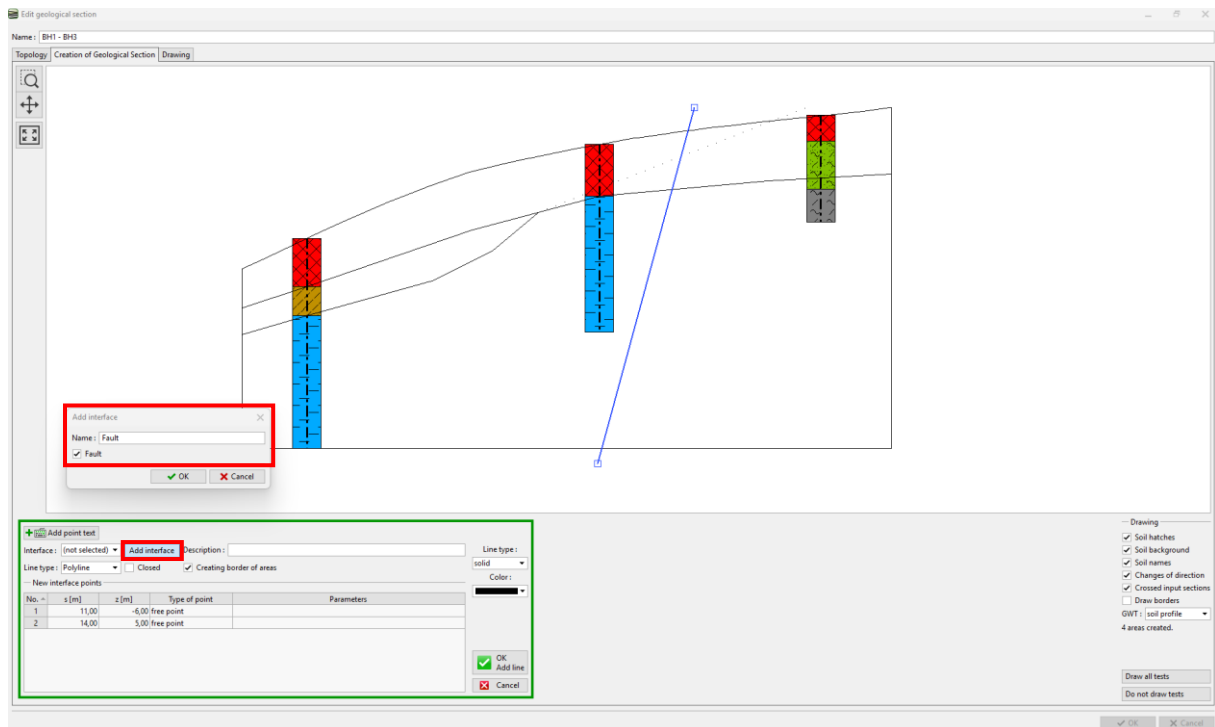 Edit geological section
Name : BH1 - BH3
Topology Creation of Geological Section Drawing
Add interface
Name : Fault
Fault
OK Cancel
Add point text
Interface : (not selected) Add interface Description :
Line type : Polyline Closed Creating border of areas
New interface points
No. s [m] z [m] Type of point Parameters
1 11,00 -6,00 free point
2 14,00 5,00 free point
Line type :
solid
Color :
OK
Add line
Cancel
Drawing
Soil hatches
Soil background
Soil names
Changes of direction
Crossed input sections
Draw borders
GWT : soil profile
4 areas created.
Draw all tests
Do not draw tests
OK Cancel